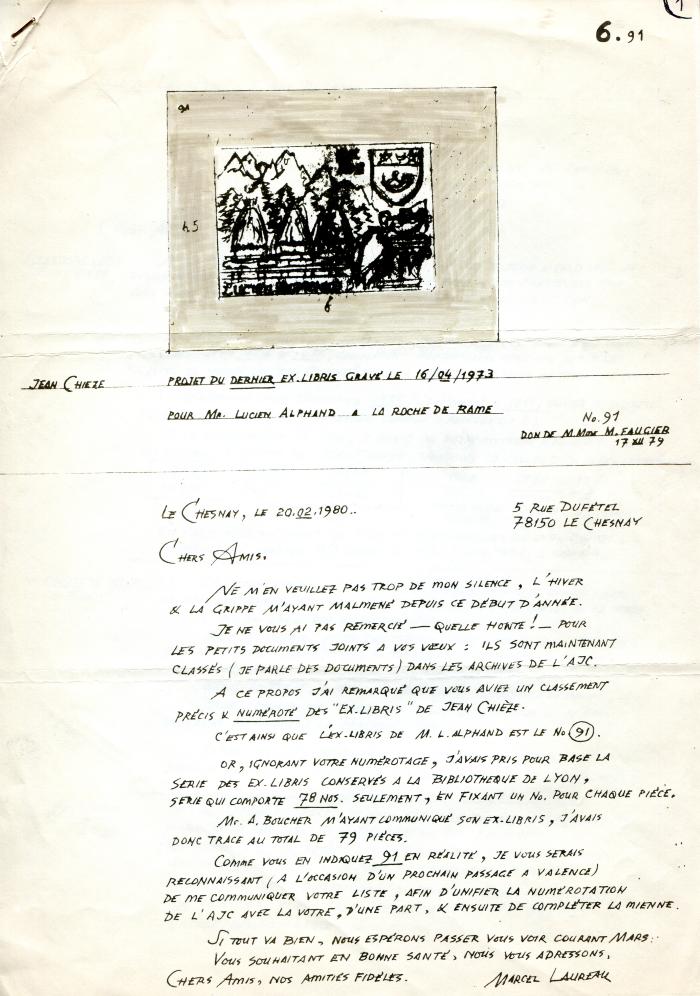 1
6.91
91
4.5
LUCIEN ALPHAND
6
JEAN CHIEZE
PROJET DU DERNIER EX.LIBRIS GRAVÉ LE 16/04/1973
POUR MR. LUCIEN ALPHAND A LA ROCHE DE RAME
No. 91
DON DE M.MME M. FAUGIER
17 XII 79
LE CHESNAY, LE 20.02.1980..
5 RUE DUFÉTEL
78150 LE CHESNAY
CHERS AMIS.
NE M'EN VEUILLEZ PAS TROP DE MON SILENCE, L'HIVER
& LA GRIPPE M'AYANT MALMENÉ DEPUIS CE DÉBUT D'ANNÉE.
JE NE VOUS AI PAS REMERCIÉ — QUELLE HONTE! — POUR
LES PETITS DOCUMENTS JOINTS A VOS VŒUX : ILS SONT MAINTENANT
CLASSÉS (JE PARLE DES DOCUMENTS) DANS LES ARCHIVES DE L'AJC.
A CE PROPOS J'AI REMARQUÉ QUE VOUS AVIEZ UN CLASSEMENT
PRÉCIS & NUMÉROTÉ DES "EX.LIBRIS" DE JEAN CHIÈZE.
C'EST AINSI QUE L'EX-LIBRIS DE M. L. ALPHAND EST LE No 91.
OR, IGNORANT VOTRE NUMÉROTAGE, J'AVAIS PRIS POUR BASE LA
SERIE DES EX.LIBRIS CONSERVÉS A LA BIBLIOTHEQUE DE LYON,
SERIE QUI COMPORTE 78 NOS. SEULEMENT, EN FIXANT UN NO. POUR CHAQUE PIÈCE.
MR. A. BOUCHER M'AYANT COMMUNIQUÉ SON EX-LIBRIS, J'AVAIS
DONC TRACE AU TOTAL DE 79 PIÈCES.
COMME VOUS EN INDIQUEZ 91 EN RÉALITÉ, JE VOUS SERAIS
RECONNAISSANT (A L'OCCASION D'UN PROCHAIN PASSAGE A VALENCE)
DE ME COMMUNIQUER VOTRE LISTE, AFIN D'UNIFIER LA NUMÉROTATION
DE L'AJC AVEC LA VOTRE, D'UNE PART, & ENSUITE DE COMPLÉTER LA MIENNE.
SI TOUT VA BIEN, NOUS ESPÉRONS PASSER VOUS VOIR COURANT MARS.
VOUS SOUHAITANT EN BONNE SANTÉ, NOUS VOUS ADRESSONS,
CHERS AMIS, NOS AMITIÉS FIDÈLES.
MARCEL LAUREAU